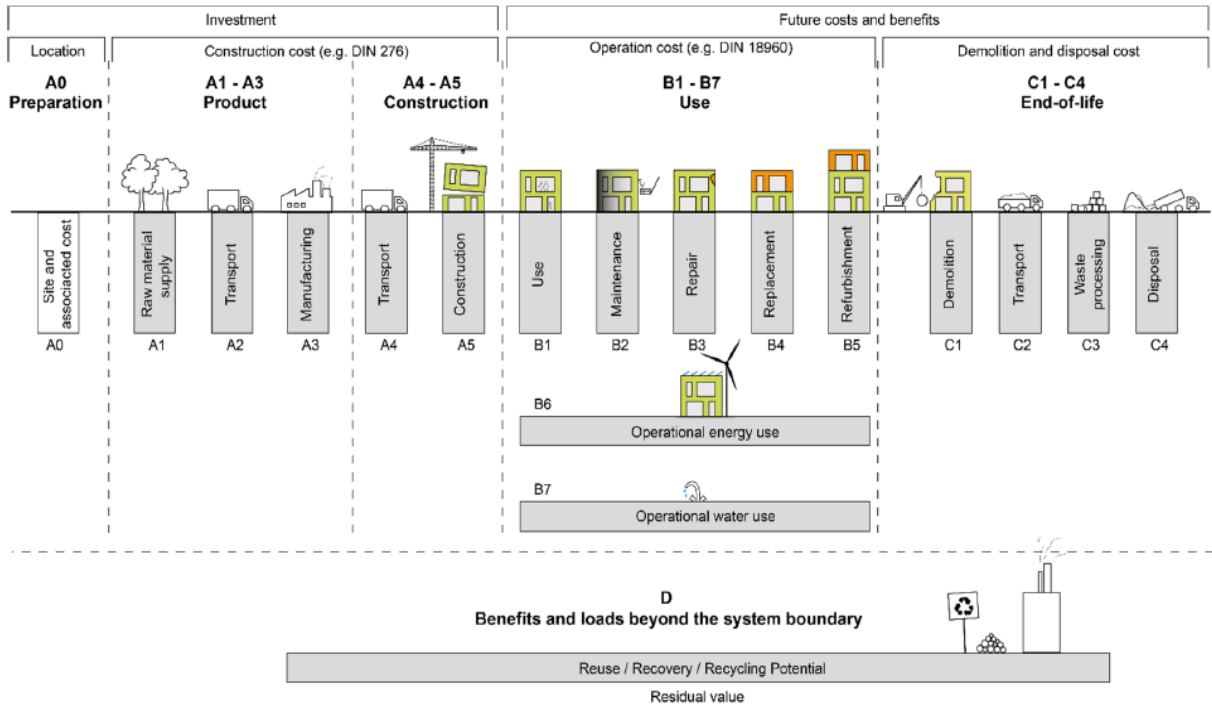 Investment
Future costs and benefits
Location
Construction cost (e.g. DIN 276)
Operation cost (e.g. DIN 18960)
Demolition and disposal cost
A0
Preparation
A1 - A3
Product
A4 - A5
Construction
B1 - B7
Use
C1 - C4
End-of-life
Site and
associated cost
Raw material
supply
Transport
Manufacturing
Transport
Construction
Use
Maintenance
Repair
Replacement
Refurbishment
Demolition
Transport
Waste
processing
Disposal
A0
A1
A2
A3
A4
A5
B1
B2
B3
B4
B5
C1
C2
C3
C4
B6
Operational energy use
B7
Operational water use
D
Benefits and loads beyond the system boundary
Reuse / Recovery / Recycling Potential
Residual value